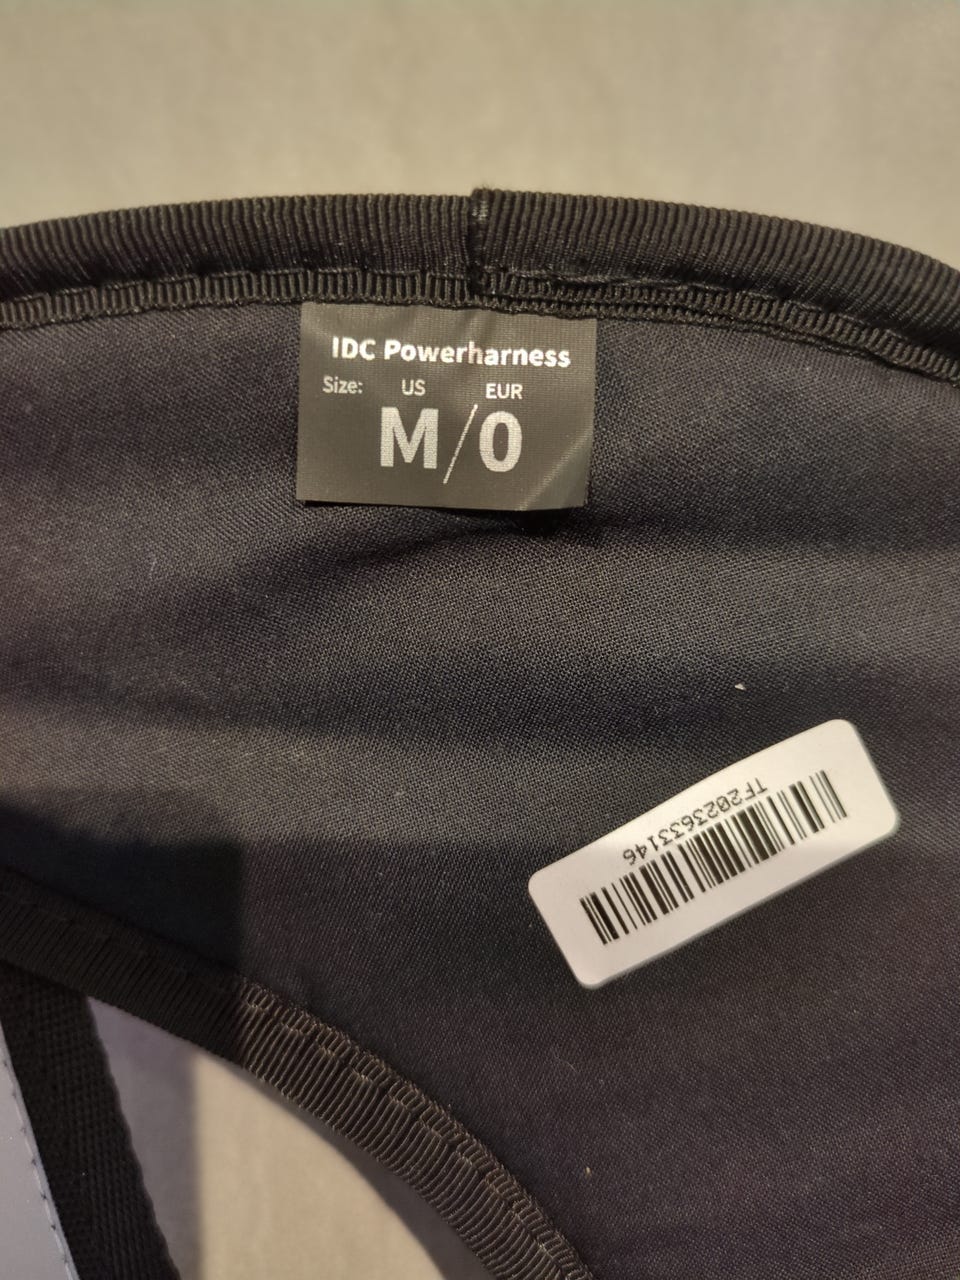 IDC Powerharness
Size: US EUR
M/0
TF2023633146